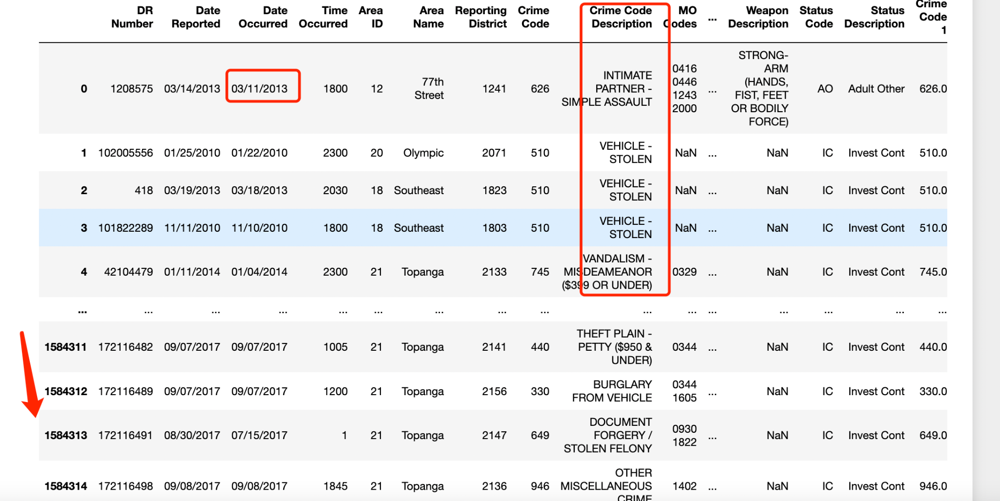 DR Number Date Reported Date Occurred Time Occurred Area ID Area Name Reporting District Crime Code Crime Code Description MO Codes ... Weapon Description Status Code Status Description Crime Code 1
0 1208575 03/14/2013 03/11/2013 1800 12 77th Street 1241 626 INTIMATE PARTNER - SIMPLE ASSAULT 0416 0446 1243 2000 ... STRONG-ARM (HANDS, FIST, FEET OR BODILY FORCE) AO Adult Other 626.0
1 102005556 01/25/2010 01/22/2010 2300 20 Olympic 2071 510 VEHICLE - STOLEN NaN ... NaN IC Invest Cont 510.0
2 418 03/19/2013 03/18/2013 2030 18 Southeast 1823 510 VEHICLE - STOLEN NaN ... NaN IC Invest Cont 510.0
3 101822289 11/11/2010 11/10/2010 1800 18 Southeast 1803 510 VEHICLE - STOLEN NaN ... NaN IC Invest Cont 510.0
4 42104479 01/11/2014 01/04/2014 2300 21 Topanga 2133 745 VANDALISM - MISDEAMEANOR ($399 OR UNDER) 0329 ... NaN IC Invest Cont 745.0
... ... ... ... ... ... ... ... ... ... ... ... ... ... ... ...
1584311 172116482 09/07/2017 09/07/2017 1005 21 Topanga 2141 440 THEFT PLAIN - PETTY ($950 & UNDER) 0344 ... NaN IC Invest Cont 440.0
1584312 172116489 09/07/2017 09/07/2017 1200 21 Topanga 2156 330 BURGLARY FROM VEHICLE 0344 1605 ... NaN IC Invest Cont 330.0
1584313 172116491 08/30/2017 07/15/2017 1 21 Topanga 2147 649 DOCUMENT FORGERY / STOLEN FELONY 0930 1822 ... NaN IC Invest Cont 649.0
1584314 172116498 09/08/2017 09/08/2017 1845 21 Topanga 2136 946 OTHER MISCELLANEOUS CRIME 1402 ... NaN IC Invest Cont 946.0